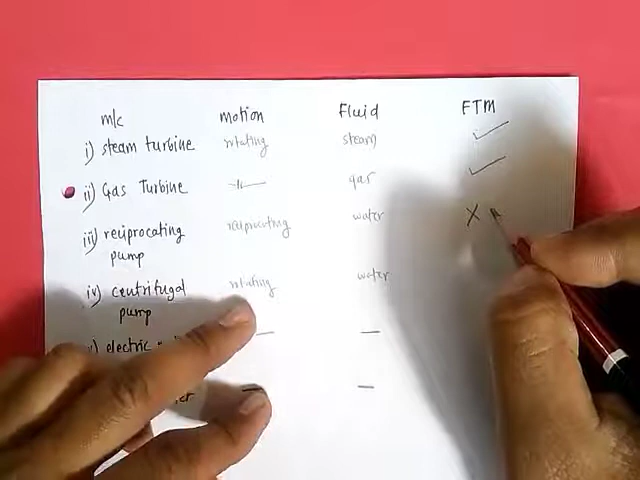 m/c motion Fluid FTM
i) steam turbine rotating steam ✓
ii) Gas Turbine —〃— gas ✓
iii) reciprocating pump reciprocating water X
iv) centrifugal pump rotating water
v) electric — —
— —